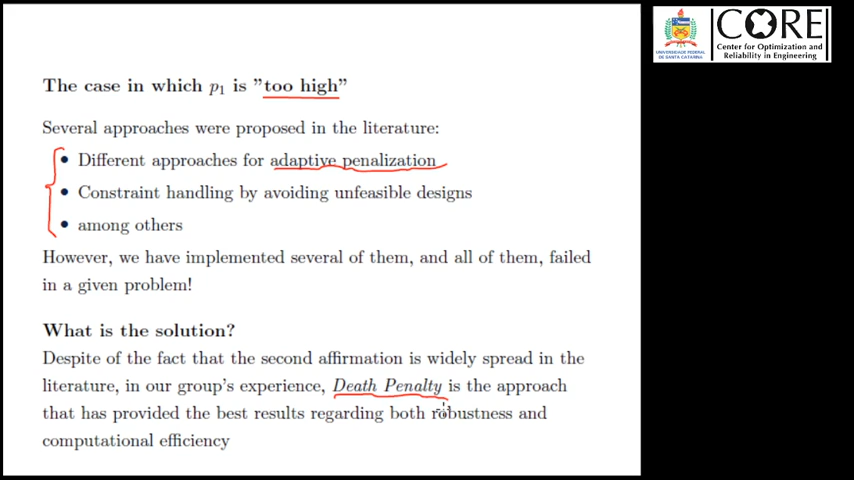 The case in which p₁ is "too high"
Several approaches were proposed in the literature:
• Different approaches for adaptive penalization
• Constraint handling by avoiding unfeasible designs
• among others
However, we have implemented several of them, and all of them, failed
in a given problem!
What is the solution?
Despite of the fact that the second affirmation is widely spread in the
literature, in our group's experience, Death Penalty is the approach
that has provided the best results regarding both robustness and
computational efficiency
UNIVERSIDADE FEDERAL
DE SANTA CATARINA
CORE
Center for Optimization and
Reliability in Engineering